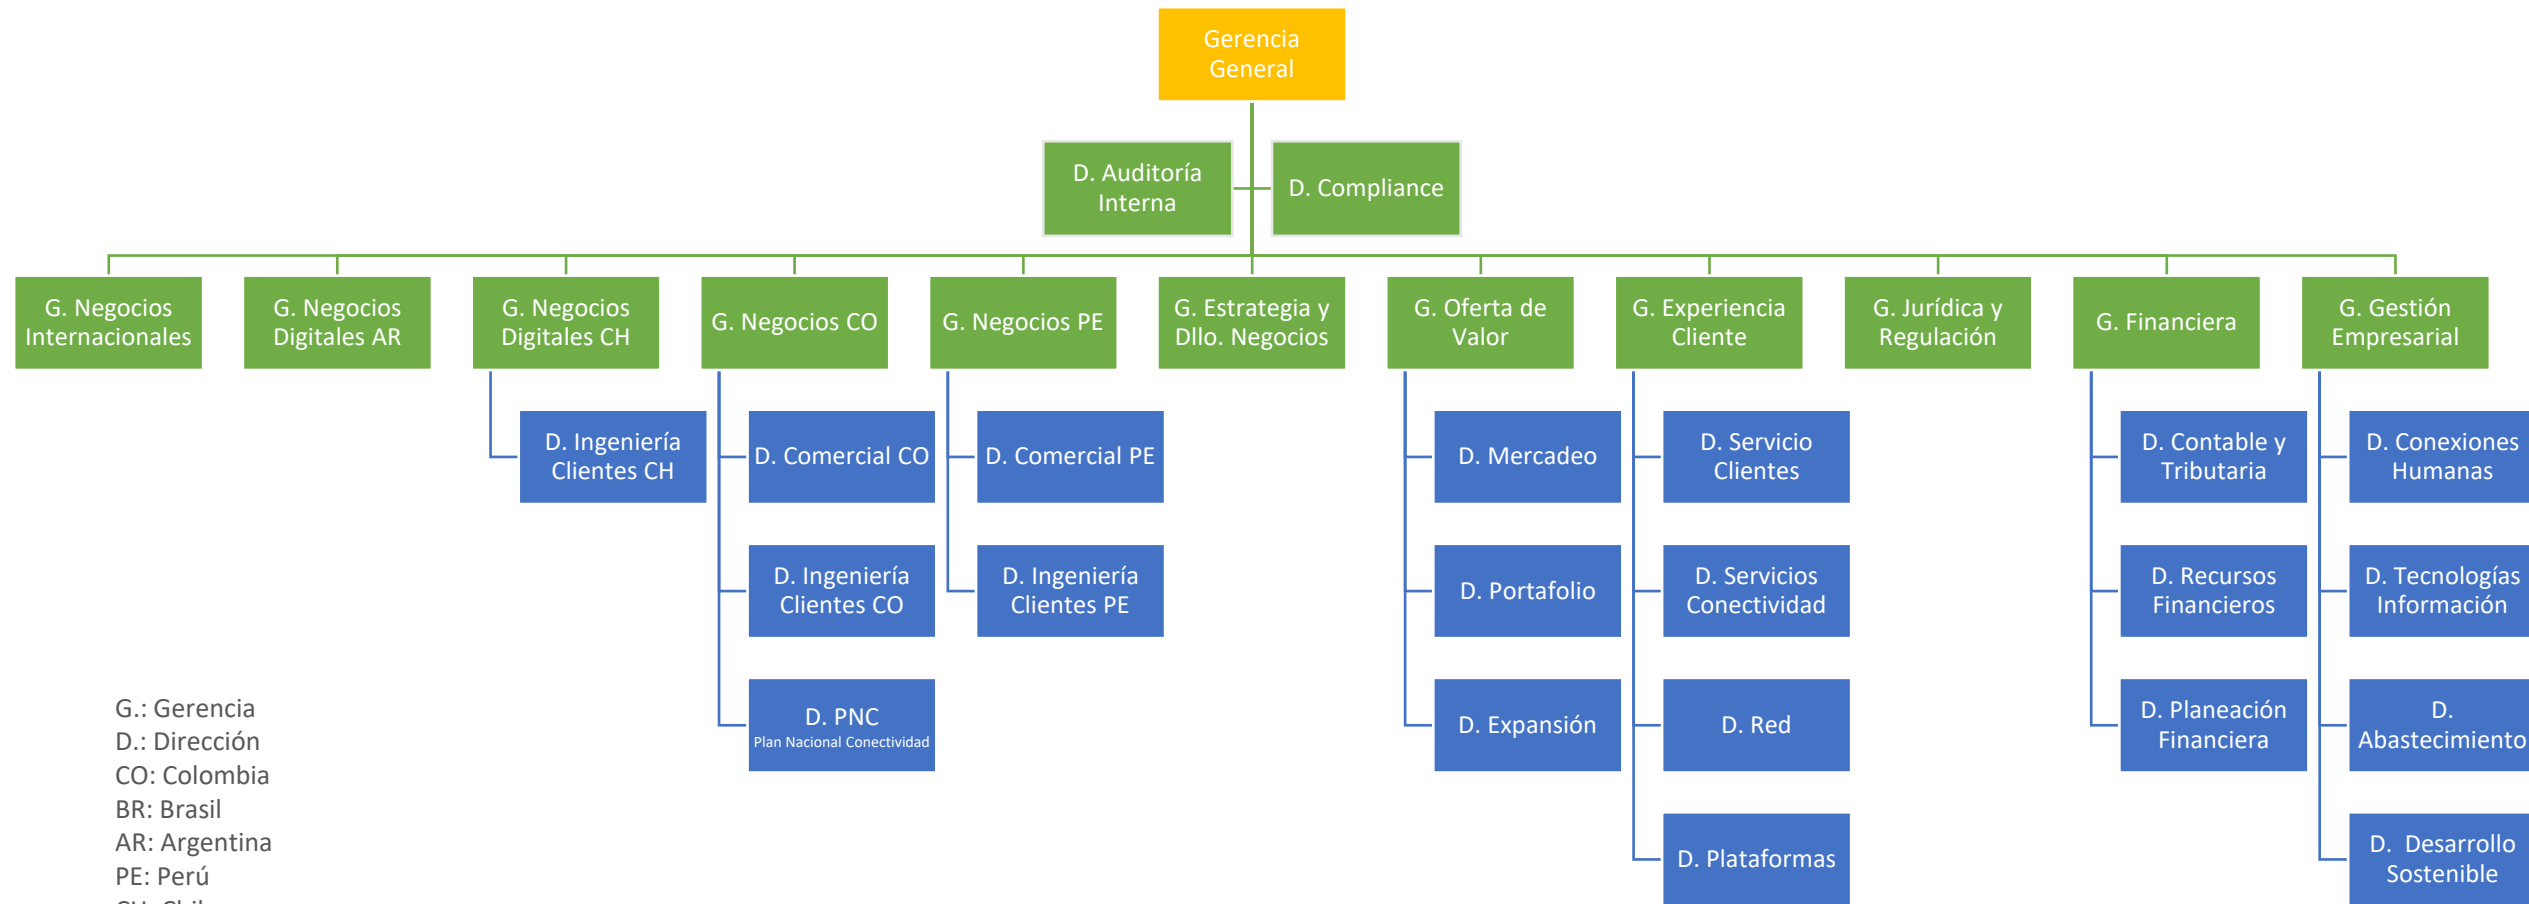 Gerencia
General
D. Auditoría
Interna
D. Compliance
G. Negocios
Internacionales
G. Negocios
Digitales AR
G. Negocios
Digitales CH
G. Negocios CO
G. Negocios PE
G. Estrategia y
Dllo. Negocios
G. Oferta de
Valor
G. Experiencia
Cliente
G. Jurídica y
Regulación
G. Financiera
G. Gestión
Empresarial
D. Ingeniería
Clientes CH
D. Comercial CO
D. Comercial PE
D. Mercadeo
D. Servicio
Clientes
D. Contable y
Tributaria
D. Conexiones
Humanas
D. Ingeniería
Clientes CO
D. Ingeniería
Clientes PE
D. Portafolio
D. Servicios
Conectividad
D. Recursos
Financieros
D. Tecnologías
Información
D. PNC
Plan Nacional Conectividad
D. Expansión
D. Red
D. Planeación
Financiera
D.
Abastecimiento
D. Plataformas
D. Desarrollo
Sostenible
G.: Gerencia
D.: Dirección
CO: Colombia
BR: Brasil
AR: Argentina
PE: Perú